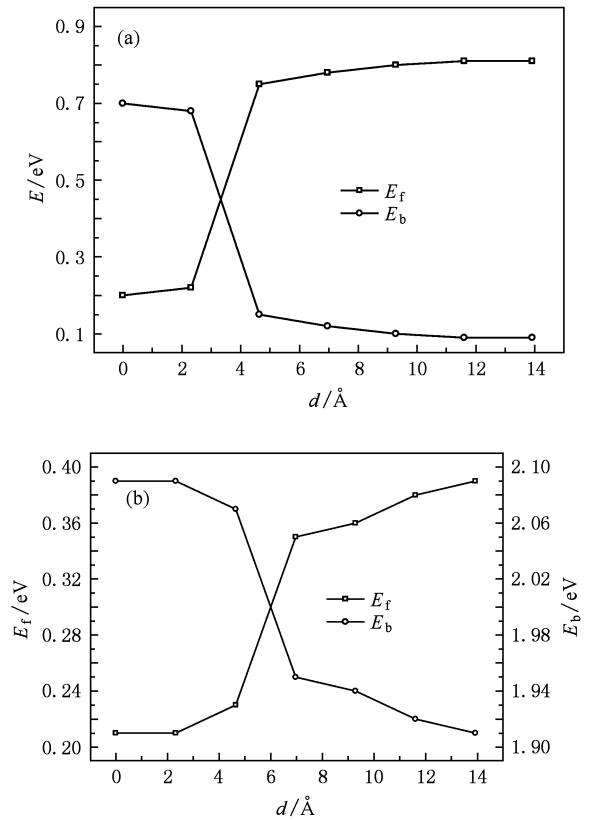 (a)
E/eV
0.9
0.7
0.5
0.3
0.1
E_f
E_b
0 2 4 6 8 10 12 14
d/Å
(b)
E_f/eV
0.40
0.36
0.32
0.28
0.24
0.20
E_f
E_b
2.10
2.06
2.02
1.98
1.94
1.90
E_b/eV
0 2 4 6 8 10 12 14
d/Å